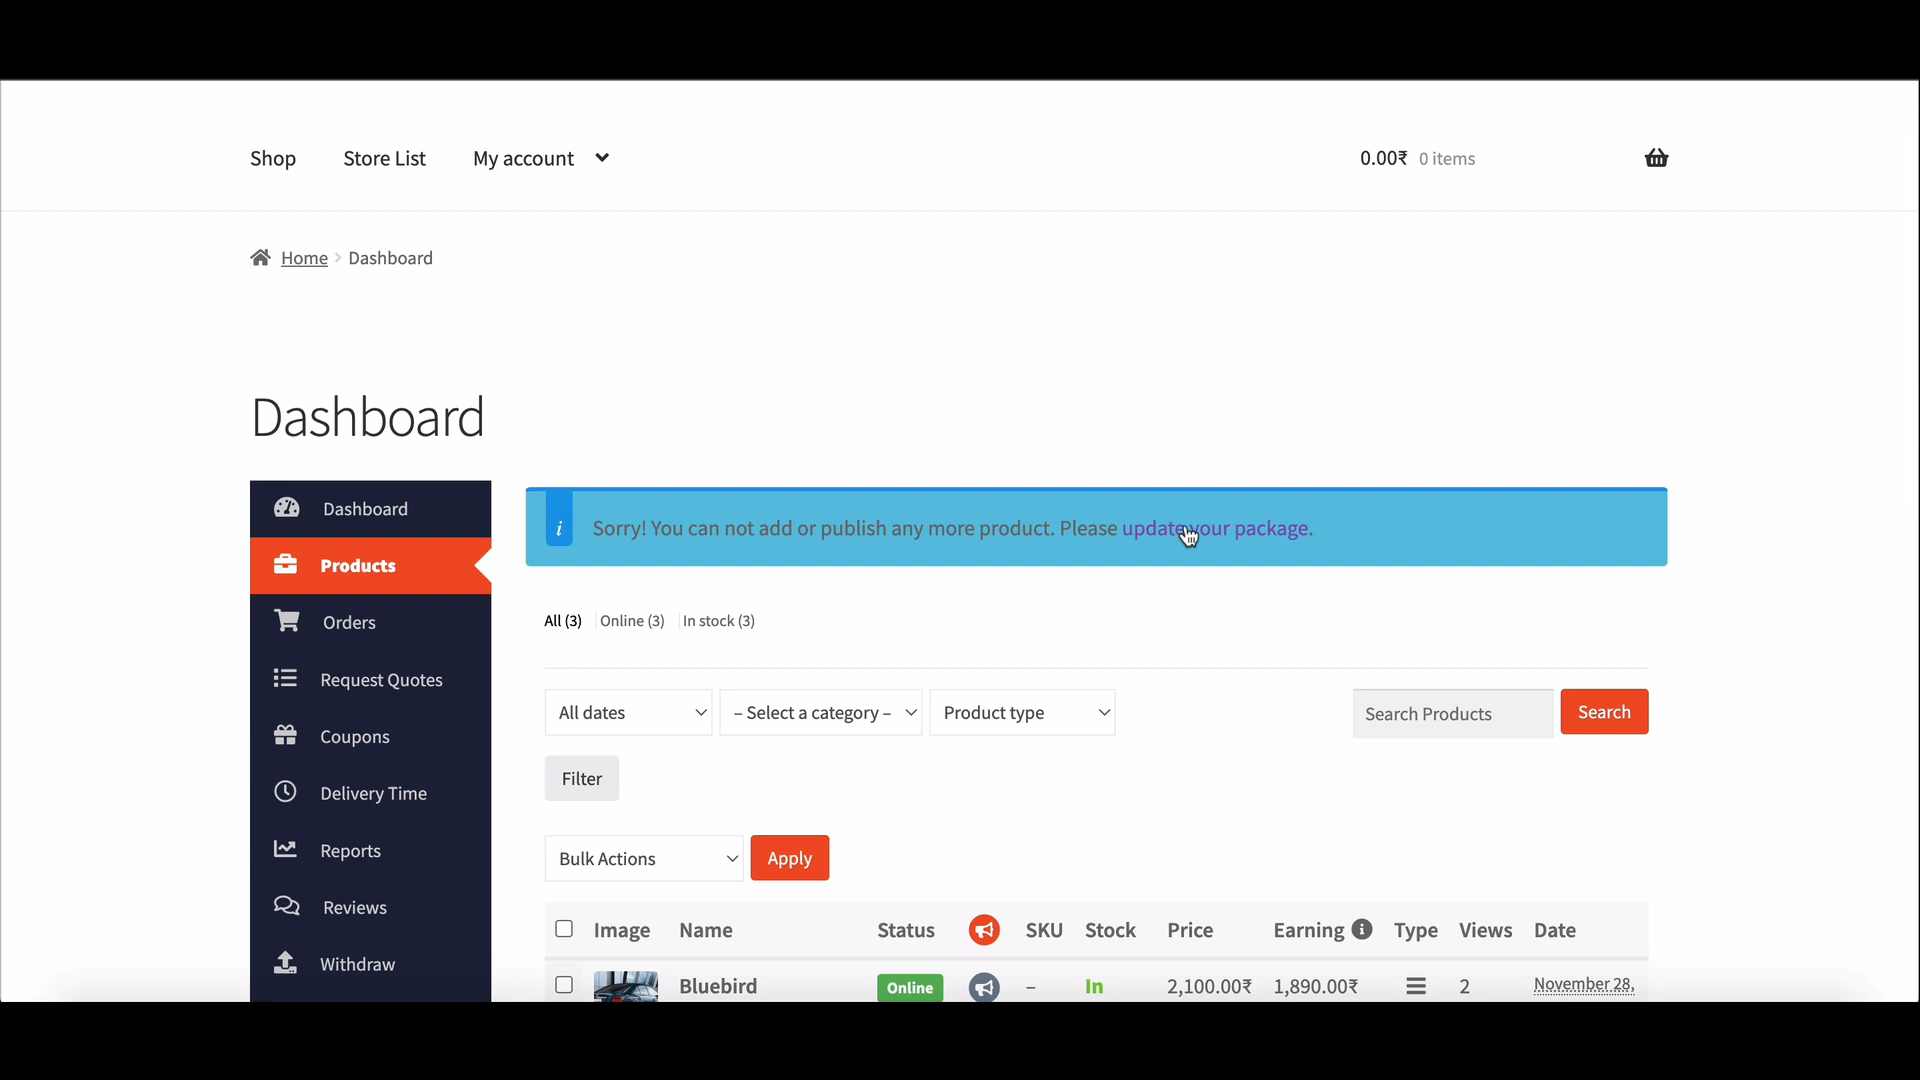 Shop Store List My account 0.00₹ 0 items
Home Dashboard
Dashboard
Dashboard
Products
Orders
Request Quotes
Coupons
Delivery Time
Reports
Reviews
Withdraw
i Sorry! You can not add or publish any more product. Please update your package.
All (3) Online (3) In stock (3)
All dates – Select a category – Product type Search Products Search
Filter
Bulk Actions Apply
Image Name Status SKU Stock Price Earning Type Views Date
Bluebird Online – In 2,100.00₹ 1,890.00₹ 2 November 28,